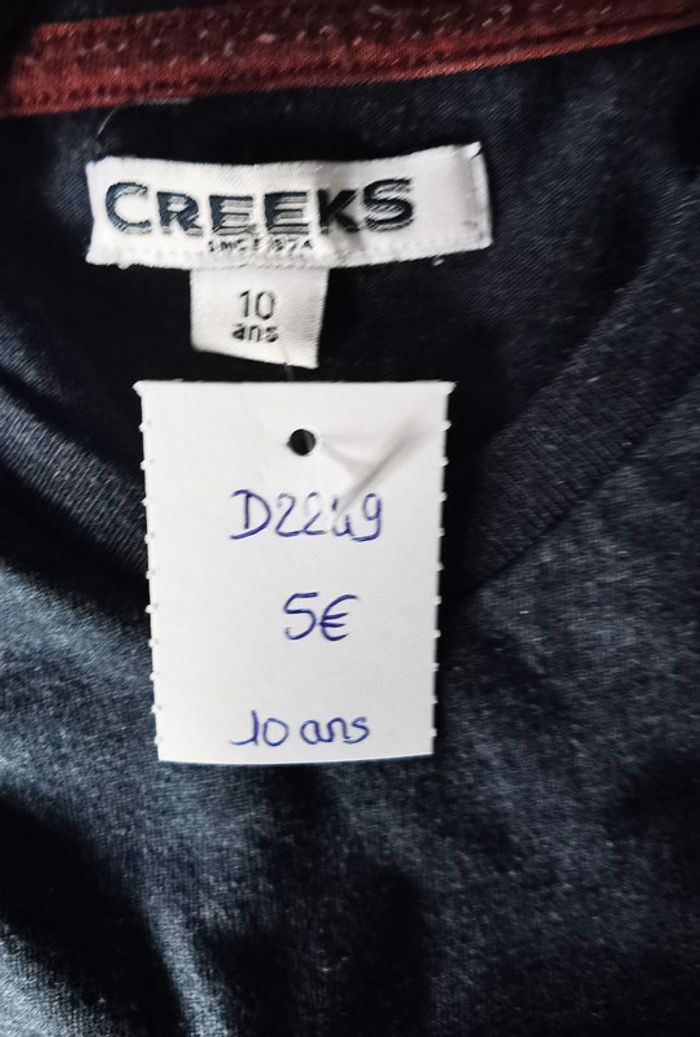 CREEKS
SINCE 1974
10
ans
D2249
5€
10 ans